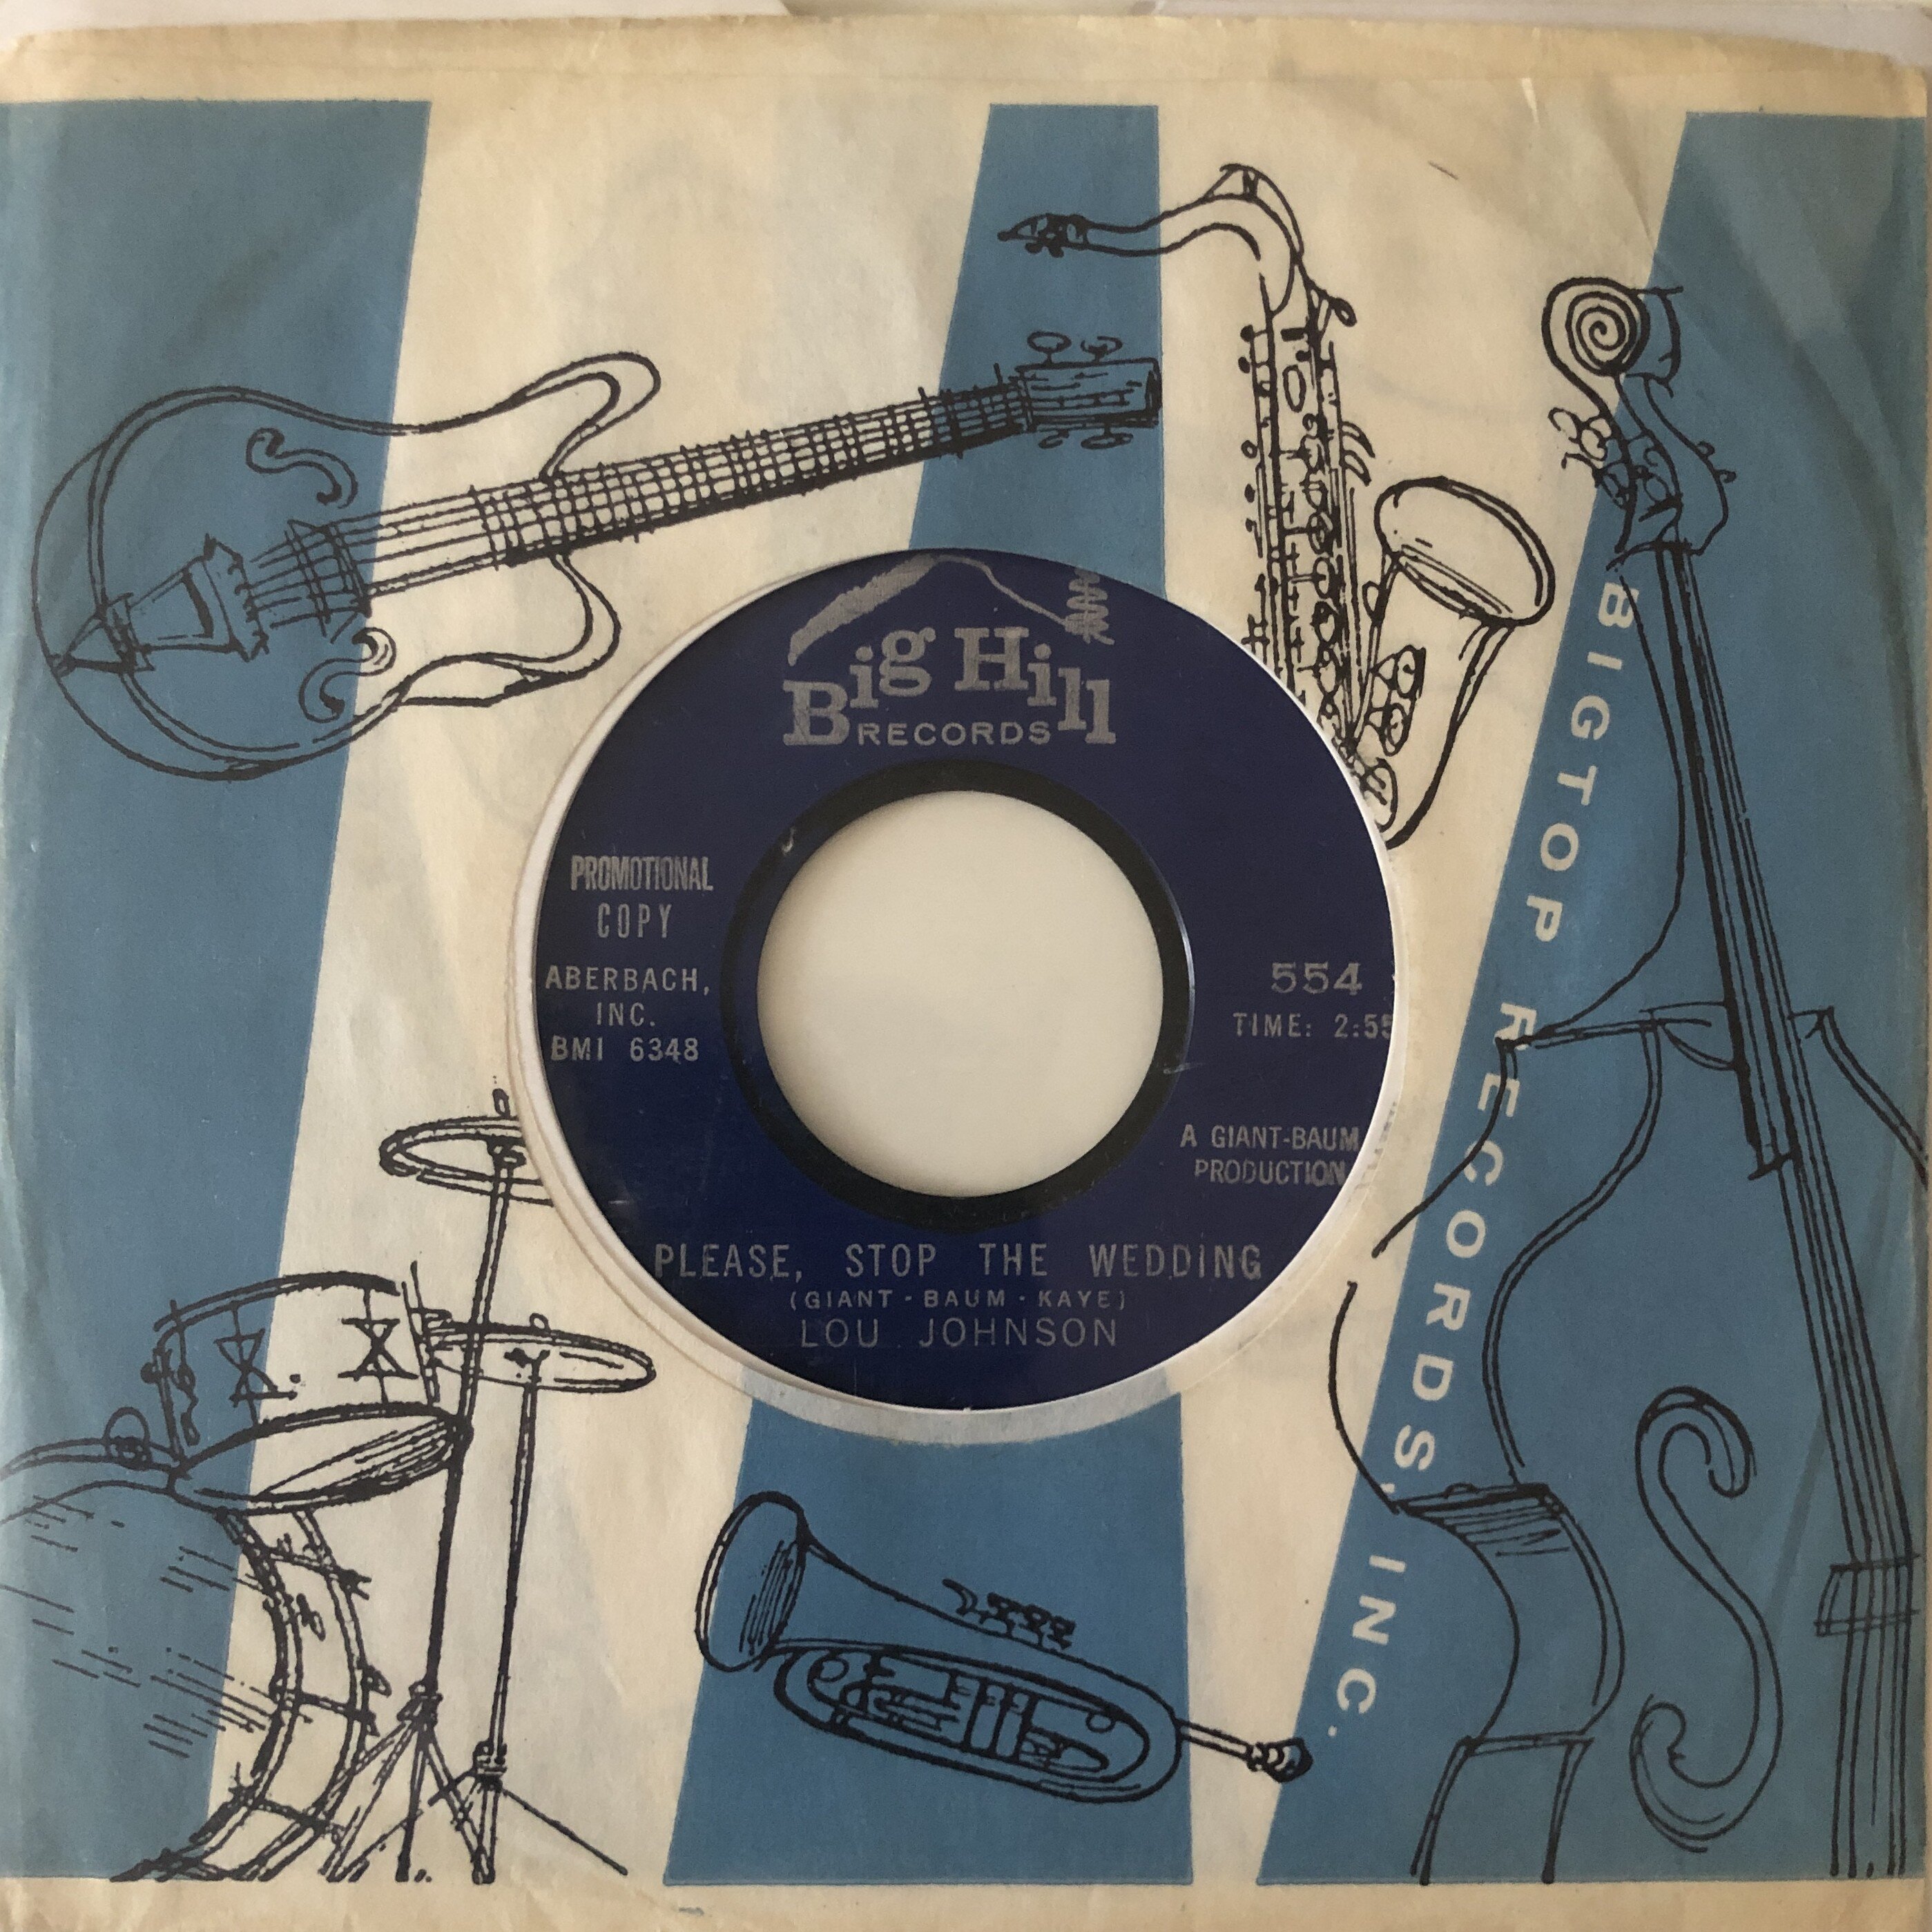 Big Hill
RECORDS
PROMOTIONAL
COPY
ABERBACH,
INC.
BMI 6348
554
TIME: 2:55
A GIANT-BAUM
PRODUCTION
PLEASE, STOP THE WEDDING
(GIANT - BAUM - KAYE)
LOU JOHNSON
BIGTOP RECORDS, INC.